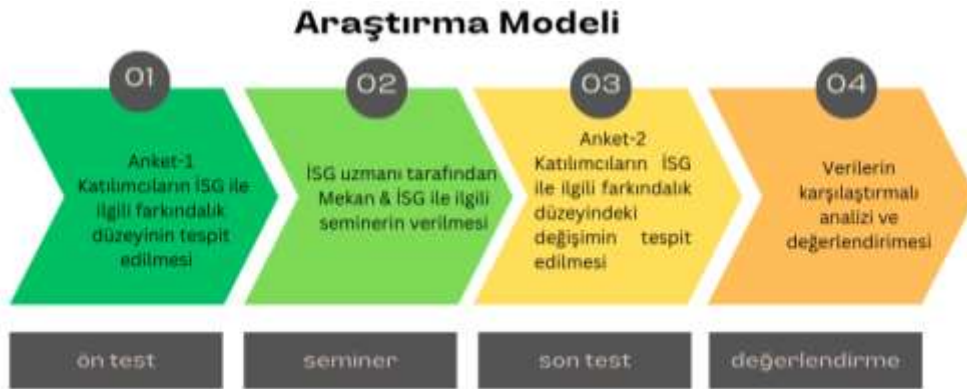 Araştırma Modeli
01
Anket-1
Katılımcıların İSG ile
ilgili farkındalık
düzeyinin tespit
edilmesi
02
İSG uzmanı tarafından
Mekan & İSG ile ilgili
seminerin verilmesi
03
Anket-2
Katılımcıların İSG
ile ilgili farkındalık
düzeyindeki
değişimin tespit
edilmesi
04
Verilerin
karşılaştırmalı
analizi ve
değerlendirimesi
ön test
seminer
son test
değerlendirme